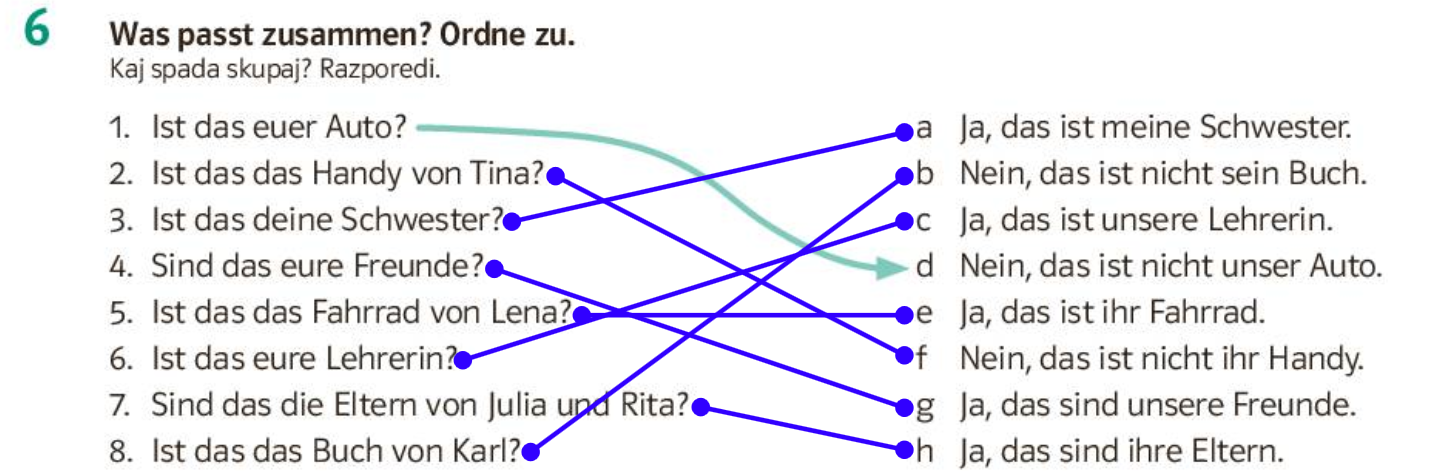 6 Was passt zusammen? Ordne zu.
Kaj spada skupaj? Razporedi.
1. Ist das euer Auto? a Ja, das ist meine Schwester.
2. Ist das das Handy von Tina? b Nein, das ist nicht sein Buch.
3. Ist das deine Schwester? c Ja, das ist unsere Lehrerin.
4. Sind das eure Freunde? d Nein, das ist nicht unser Auto.
5. Ist das das Fahrrad von Lena? e Ja, das ist ihr Fahrrad.
6. Ist das eure Lehrerin? f Nein, das ist nicht ihr Handy.
7. Sind das die Eltern von Julia und Rita? g Ja, das sind unsere Freunde.
8. Ist das das Buch von Karl? h Ja, das sind ihre Eltern.